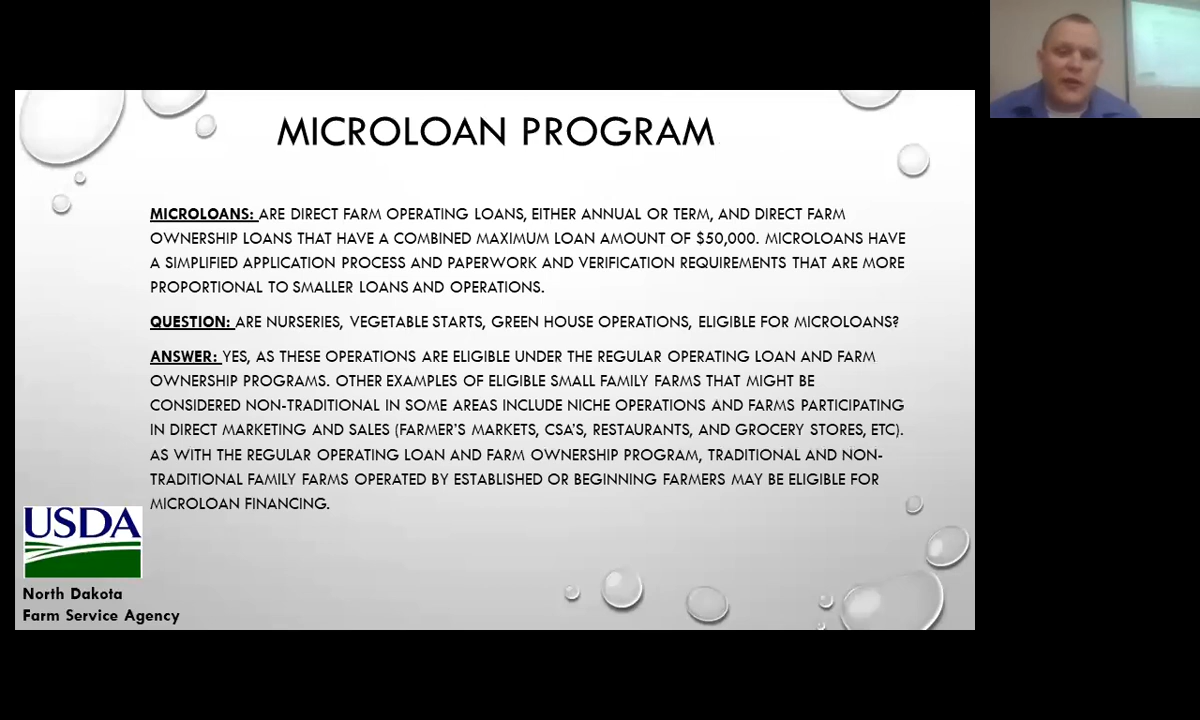 MICROLOAN PROGRAM
MICROLOANS: ARE DIRECT FARM OPERATING LOANS, EITHER ANNUAL OR TERM, AND DIRECT FARM
OWNERSHIP LOANS THAT HAVE A COMBINED MAXIMUM LOAN AMOUNT OF $50,000. MICROLOANS HAVE
A SIMPLIFIED APPLICATION PROCESS AND PAPERWORK AND VERIFICATION REQUIREMENTS THAT ARE MORE
PROPORTIONAL TO SMALLER LOANS AND OPERATIONS.
QUESTION: ARE NURSERIES, VEGETABLE STARTS, GREEN HOUSE OPERATIONS, ELIGIBLE FOR MICROLOANS?
ANSWER: YES, AS THESE OPERATIONS ARE ELIGIBLE UNDER THE REGULAR OPERATING LOAN AND FARM
OWNERSHIP PROGRAMS. OTHER EXAMPLES OF ELIGIBLE SMALL FAMILY FARMS THAT MIGHT BE
CONSIDERED NON-TRADITIONAL IN SOME AREAS INCLUDE NICHE OPERATIONS AND FARMS PARTICIPATING
IN DIRECT MARKETING AND SALES (FARMER'S MARKETS, CSA'S, RESTAURANTS, AND GROCERY STORES, ETC).
AS WITH THE REGULAR OPERATING LOAN AND FARM OWNERSHIP PROGRAM, TRADITIONAL AND NON-
TRADITIONAL FAMILY FARMS OPERATED BY ESTABLISHED OR BEGINNING FARMERS MAY BE ELIGIBLE FOR
MICROLOAN FINANCING.
USDA
North Dakota
Farm Service Agency